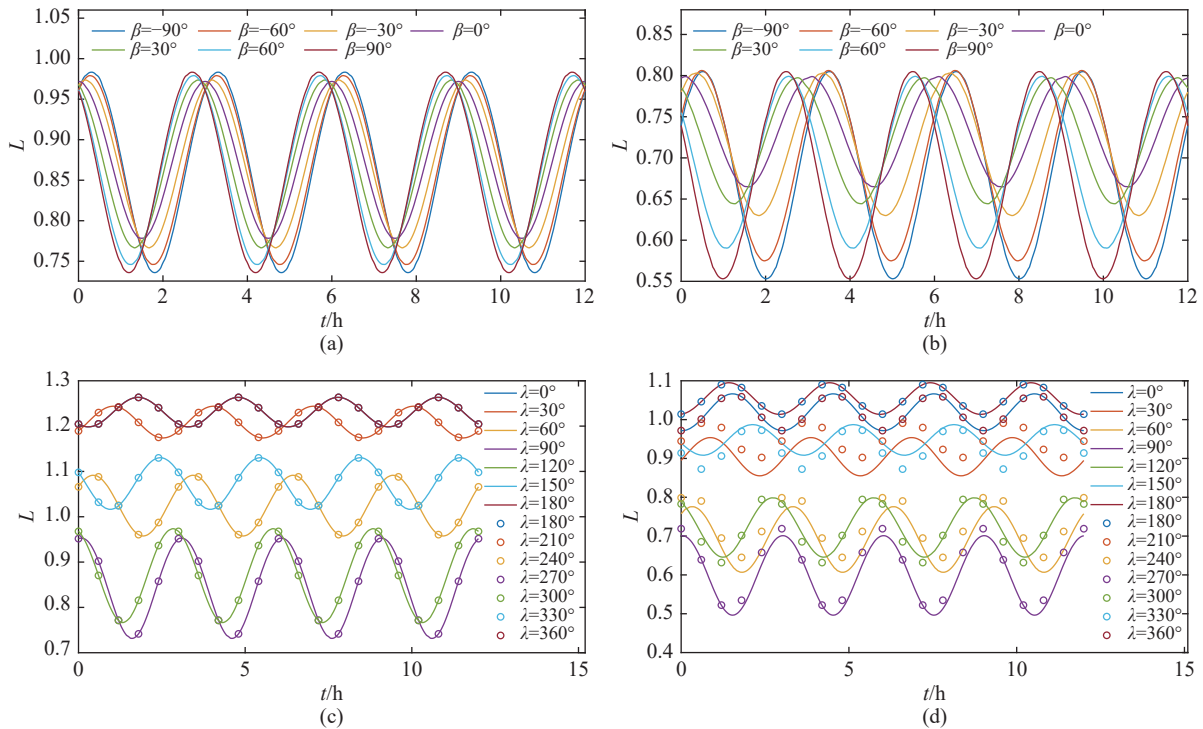 1.05
1.00
0.95
0.90
0.85
0.80
0.75
L
β=−90° β=−60° β=−30° β=0°
β=30° β=60° β=90°
0 2 4 6 8 10 12
t/h
(a)
0.85
0.80
0.75
0.70
0.65
0.60
0.55
L
β=−90° β=−60° β=−30° β=0°
β=30° β=60° β=90°
0 2 4 6 8 10 12
t/h
(b)
1.3
1.2
1.1
1.0
0.9
0.8
0.7
L
λ=0°
λ=30°
λ=60°
λ=90°
λ=120°
λ=150°
λ=180°
λ=180°
λ=210°
λ=240°
λ=270°
λ=300°
λ=330°
λ=360°
0 5 10 15
t/h
(c)
1.1
1.0
0.9
0.8
0.7
0.6
0.5
0.4
L
λ=0°
λ=30°
λ=60°
λ=90°
λ=120°
λ=150°
λ=180°
λ=180°
λ=210°
λ=240°
λ=270°
λ=300°
λ=330°
λ=360°
0 5 10 15
t/h
(d)